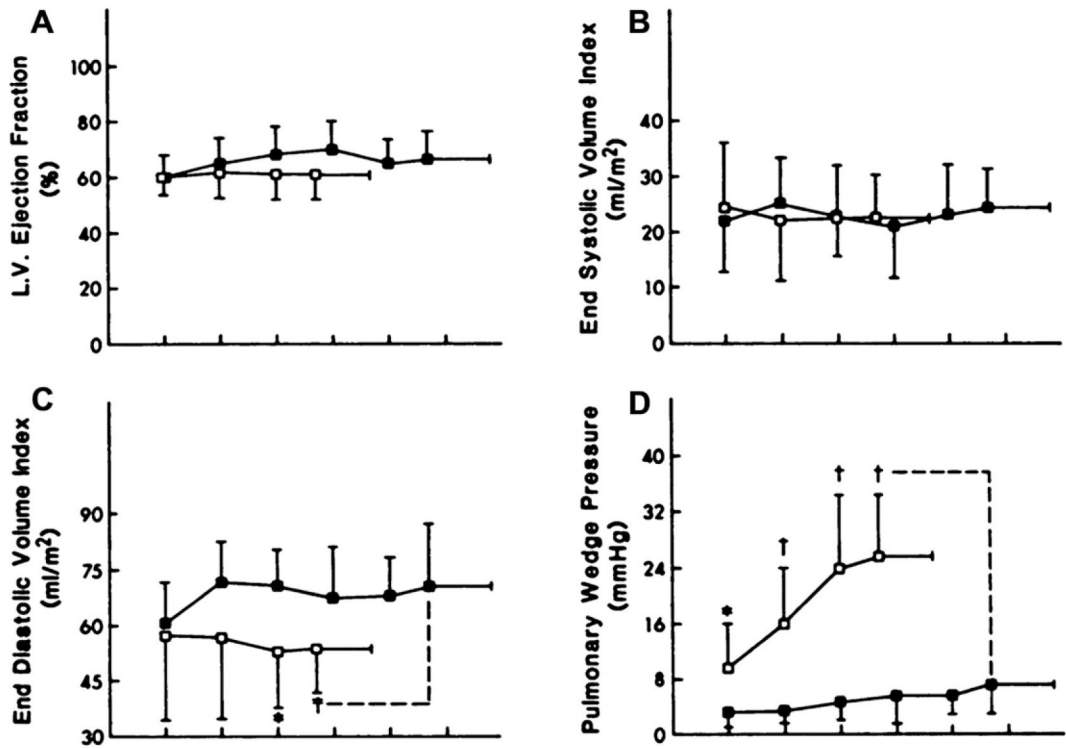 A
L.V. Ejection Fraction
(%)
100
80
60
40
20
0
B
End Systolic Volume Index
(ml/m²)
40
30
20
10
0
C
End Diastolic Volume Index
(ml/m²)
90
75
60
45
30
*
†
D
Pulmonary Wedge Pressure
(mmHg)
40
32
24
16
8
0
*
†
†
†